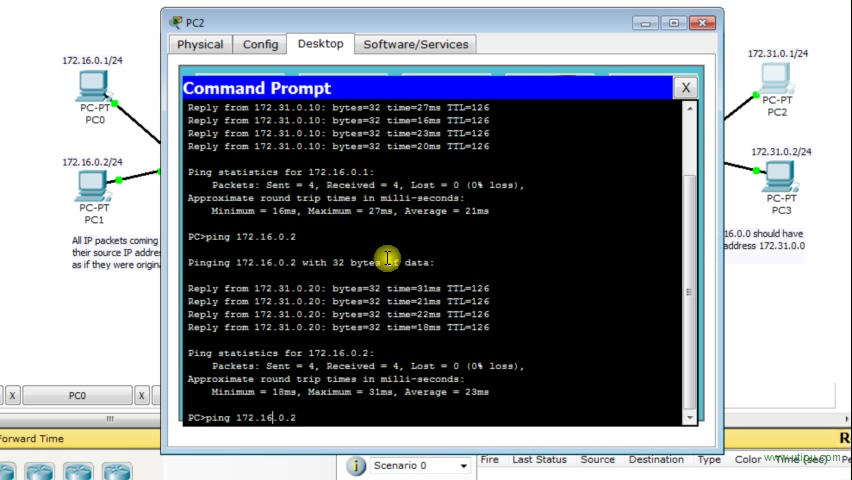 PC2
Physical
Config
Desktop
Software/Services
172.16.0.1/24
PC-PT
PC0
172.16.0.2/24
PC-PT
PC1
All IP packets coming
their source IP addre
as if they were origin
Command Prompt
X
Reply from 172.31.0.10: bytes=32 time=27ms TTL=126
Reply from 172.31.0.10: bytes=32 time=16ms TTL=126
Reply from 172.31.0.10: bytes=32 time=23ms TTL=126
Reply from 172.31.0.10: bytes=32 time=20ms TTL=126
Ping statistics for 172.16.0.1:
Packets: Sent = 4, Received = 4, Lost = 0 (0% loss),
Approximate round trip times in milli-seconds:
Minimum = 16ms, Maximum = 27ms, Average = 21ms
PC>ping 172.16.0.2
Pinging 172.16.0.2 with 32 bytes of data:
Reply from 172.31.0.20: bytes=32 time=31ms TTL=126
Reply from 172.31.0.20: bytes=32 time=21ms TTL=126
Reply from 172.31.0.20: bytes=32 time=22ms TTL=126
Reply from 172.31.0.20: bytes=32 time=18ms TTL=126
Ping statistics for 172.16.0.2:
Packets: Sent = 4, Received = 4, Lost = 0 (0% loss),
Approximate round trip times in milli-seconds:
Minimum = 18ms, Maximum = 31ms, Average = 23ms
PC>ping 172.16.0.2
172.31.0.1/24
PC-PT
PC2
172.31.0.2/24
PC-PT
PC3
16.0.0 should have
address 172.31.0.0
X PC0 X
Forward Time
R
Scenario 0
Fire Last Status Source Destination Type Color Time (sec) Pe